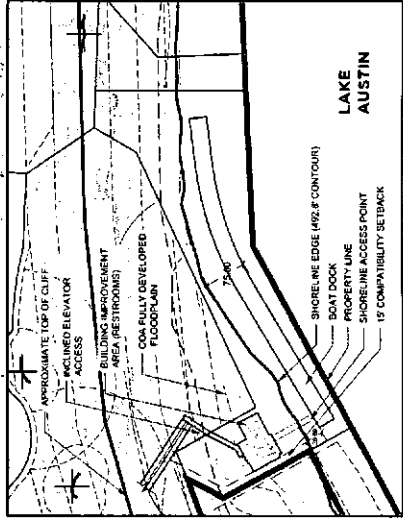 APPROXIMATE TOP OF CLIFF
INCLINED ELEVATOR
ACCESS
BUILDING IMPROVEMENT
AREA (RESTROOMS)
COA FULLY DEVELOPED
FLOODPLAIN
75.00
LAKE
AUSTIN
SHORELINE EDGE (492.8' CONTOUR)
BOAT DOCK
PROPERTY LINE
SHORELINE ACCESS POINT
15' COMPATIBILITY SETBACK